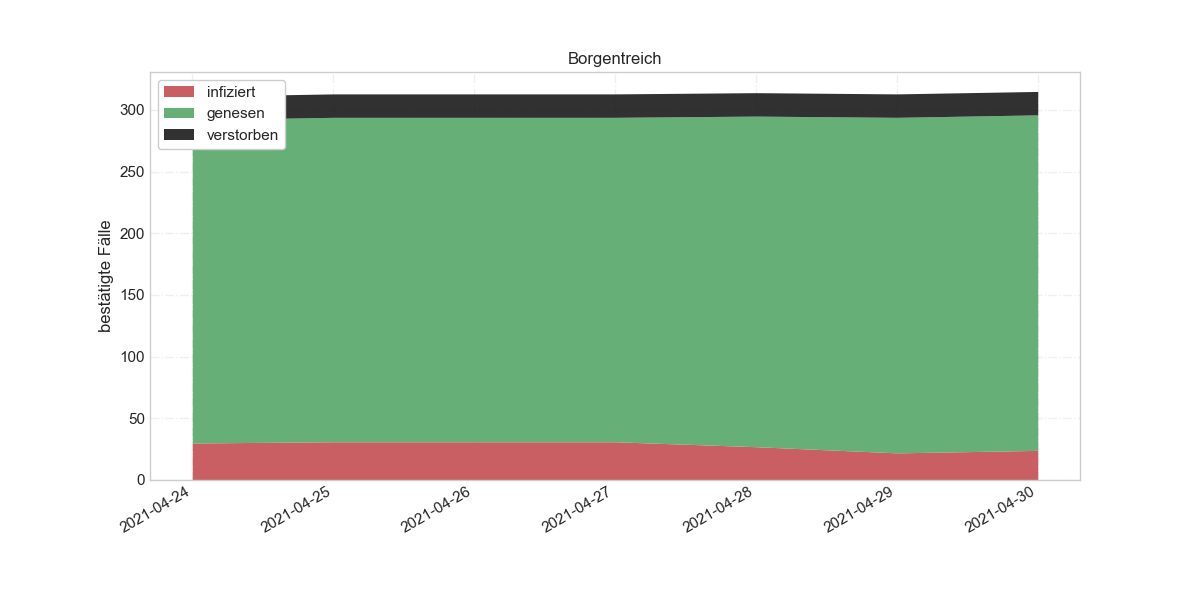 Borgentreich
infiziert
genesen
verstorben
bestätigte Fälle
300
250
200
150
100
50
0
2021-04-24
2021-04-25
2021-04-26
2021-04-27
2021-04-28
2021-04-29
2021-04-30